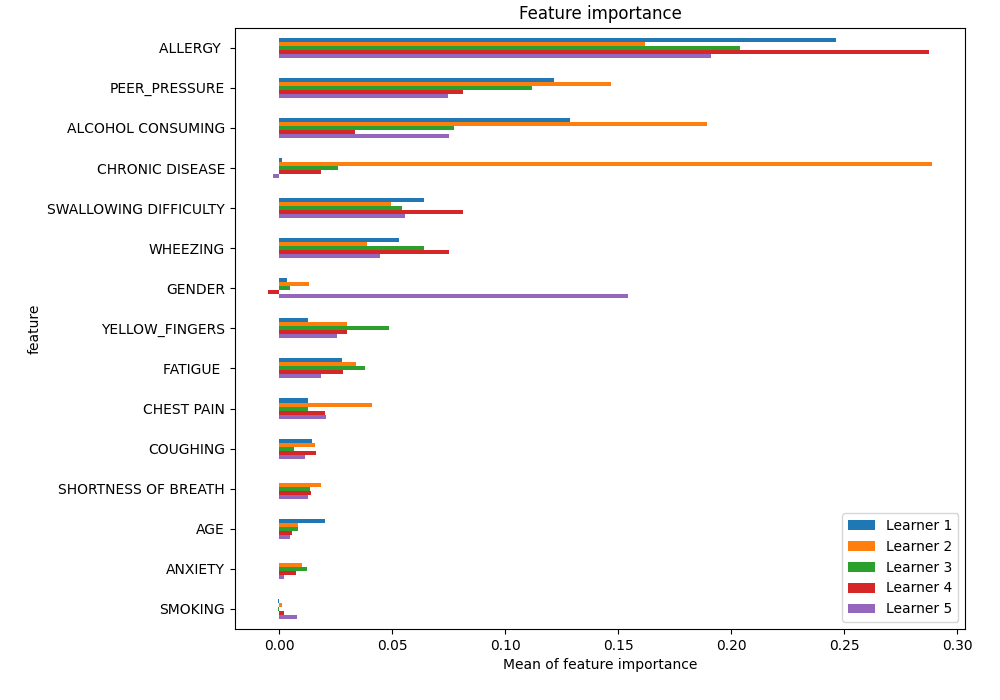 Feature importance
ALLERGY
PEER_PRESSURE
ALCOHOL CONSUMING
CHRONIC DISEASE
SWALLOWING DIFFICULTY
WHEEZING
GENDER
YELLOW_FINGERS
FATIGUE
CHEST PAIN
COUGHING
SHORTNESS OF BREATH
AGE
ANXIETY
SMOKING
feature
Learner 1
Learner 2
Learner 3
Learner 4
Learner 5
0.00 0.05 0.10 0.15 0.20 0.25 0.30
Mean of feature importance